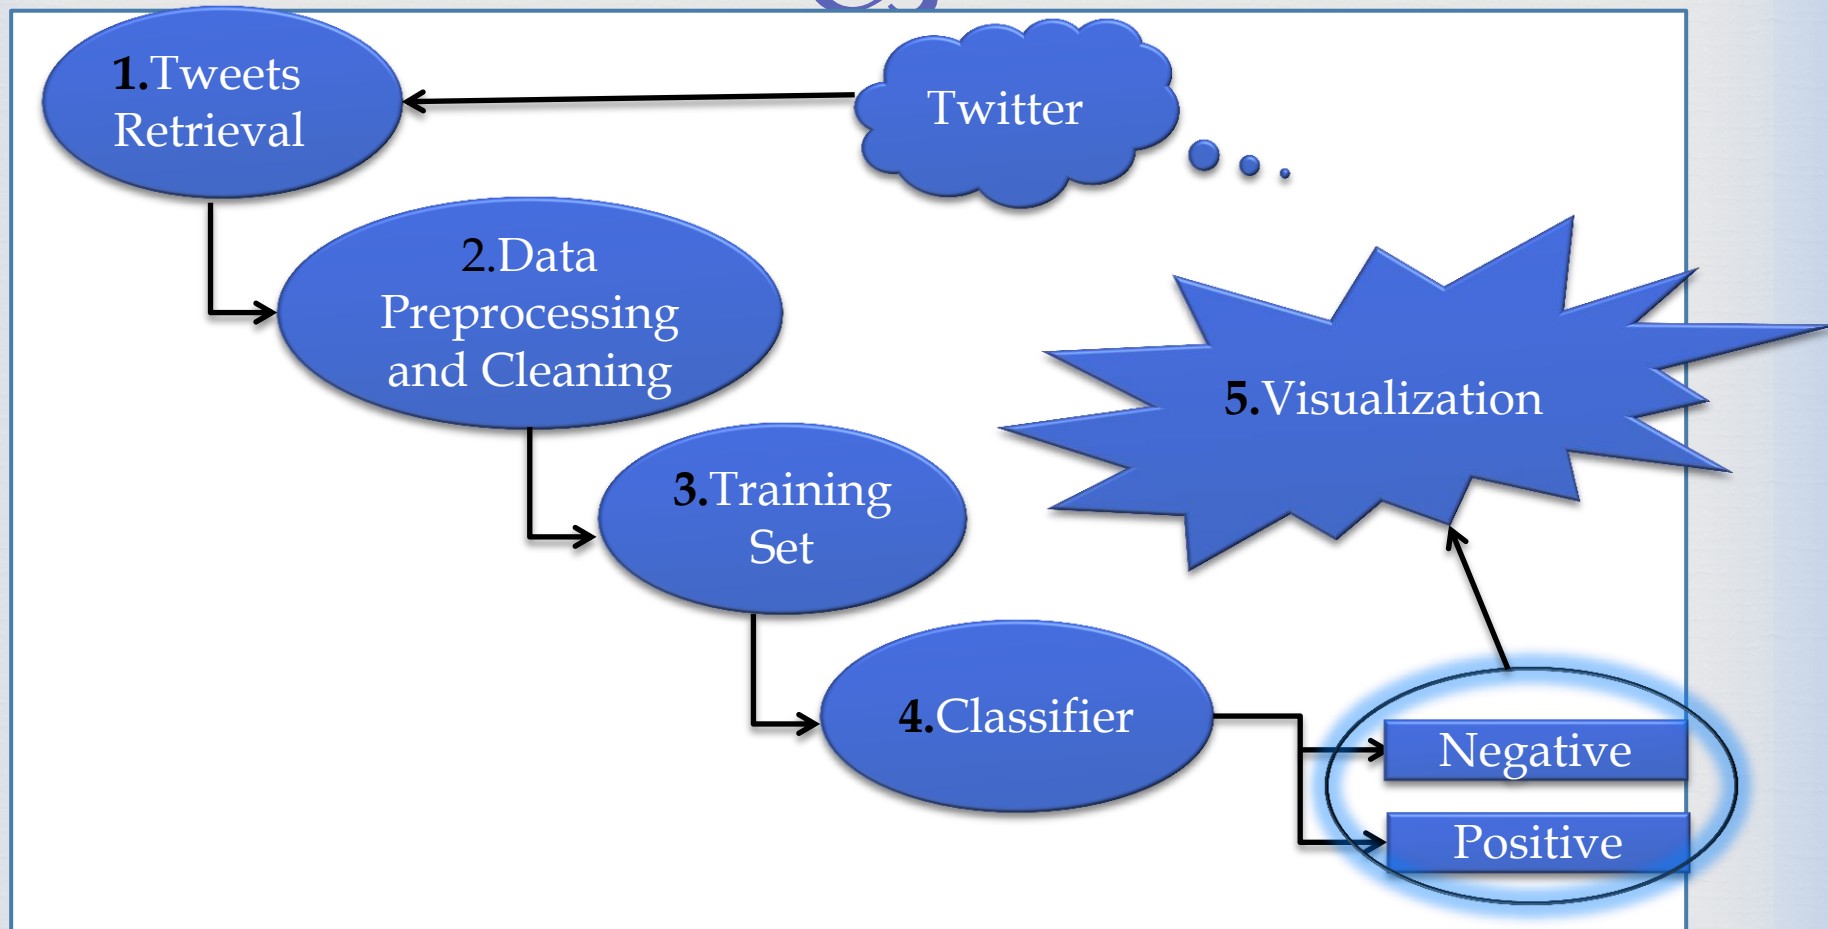 1.Tweets
Retrieval
Twitter
2.Data
Preprocessing
and Cleaning
5.Visualization
3.Training
Set
4.Classifier
Negative
Positive